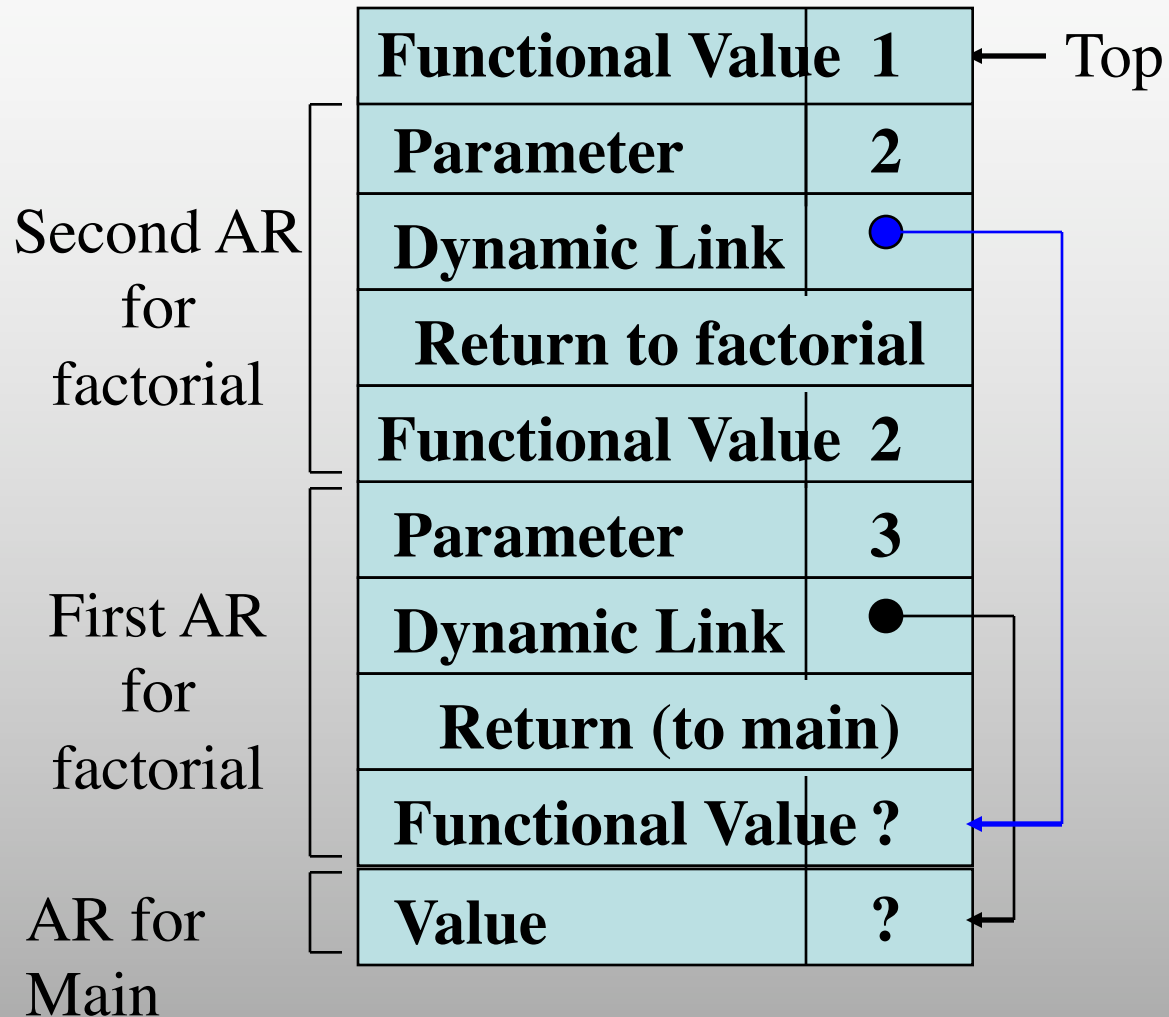 Functional Value 1
Top
Parameter 2
Second AR
for
factorial
Dynamic Link
Return to factorial
Functional Value 2
Parameter 3
First AR
for
factorial
Dynamic Link
Return (to main)
Functional Value ?
AR for
Main
Value ?